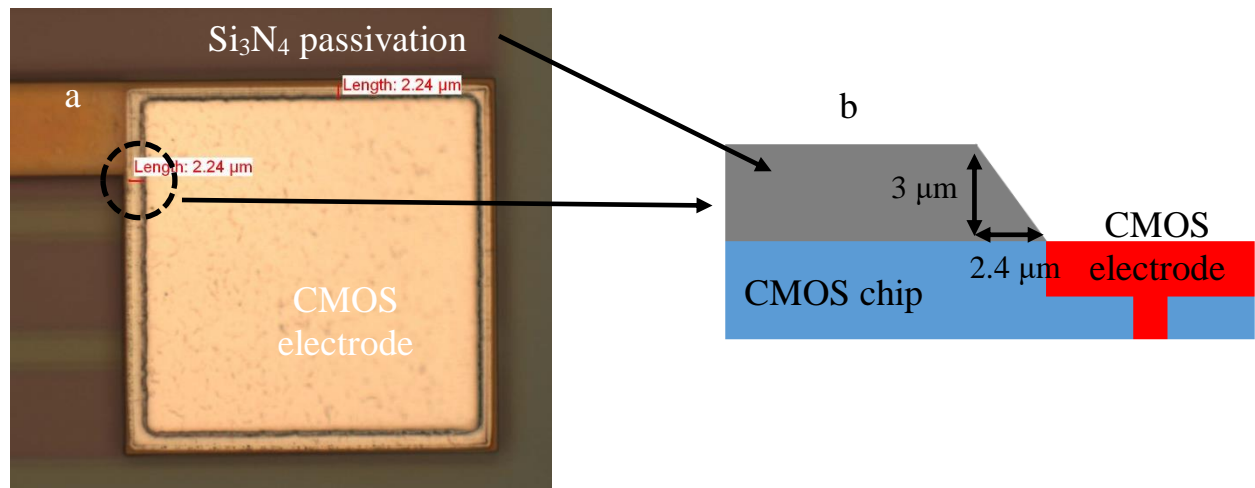 Si₃N₄ passivation
a
Length: 2.24 μm
Length: 2.24 μm
CMOS
electrode
b
3 μm
2.4 μm
CMOS
electrode
CMOS chip